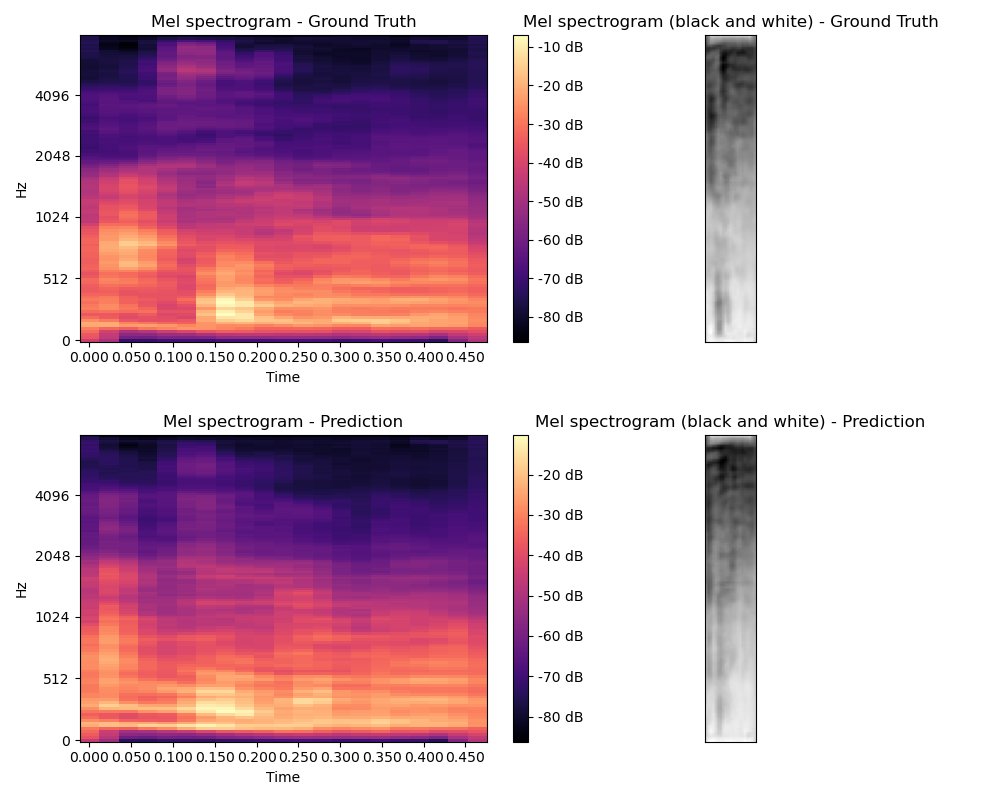 Mel spectrogram - Ground Truth
Mel spectrogram (black and white) - Ground Truth
Hz
4096
2048
1024
512
0
0.000 0.050 0.100 0.150 0.200 0.250 0.300 0.350 0.400 0.450
Time
-10 dB
-20 dB
-30 dB
-40 dB
-50 dB
-60 dB
-70 dB
-80 dB
Mel spectrogram - Prediction
Mel spectrogram (black and white) - Prediction
Hz
4096
2048
1024
512
0
0.000 0.050 0.100 0.150 0.200 0.250 0.300 0.350 0.400 0.450
Time
-20 dB
-30 dB
-40 dB
-50 dB
-60 dB
-70 dB
-80 dB